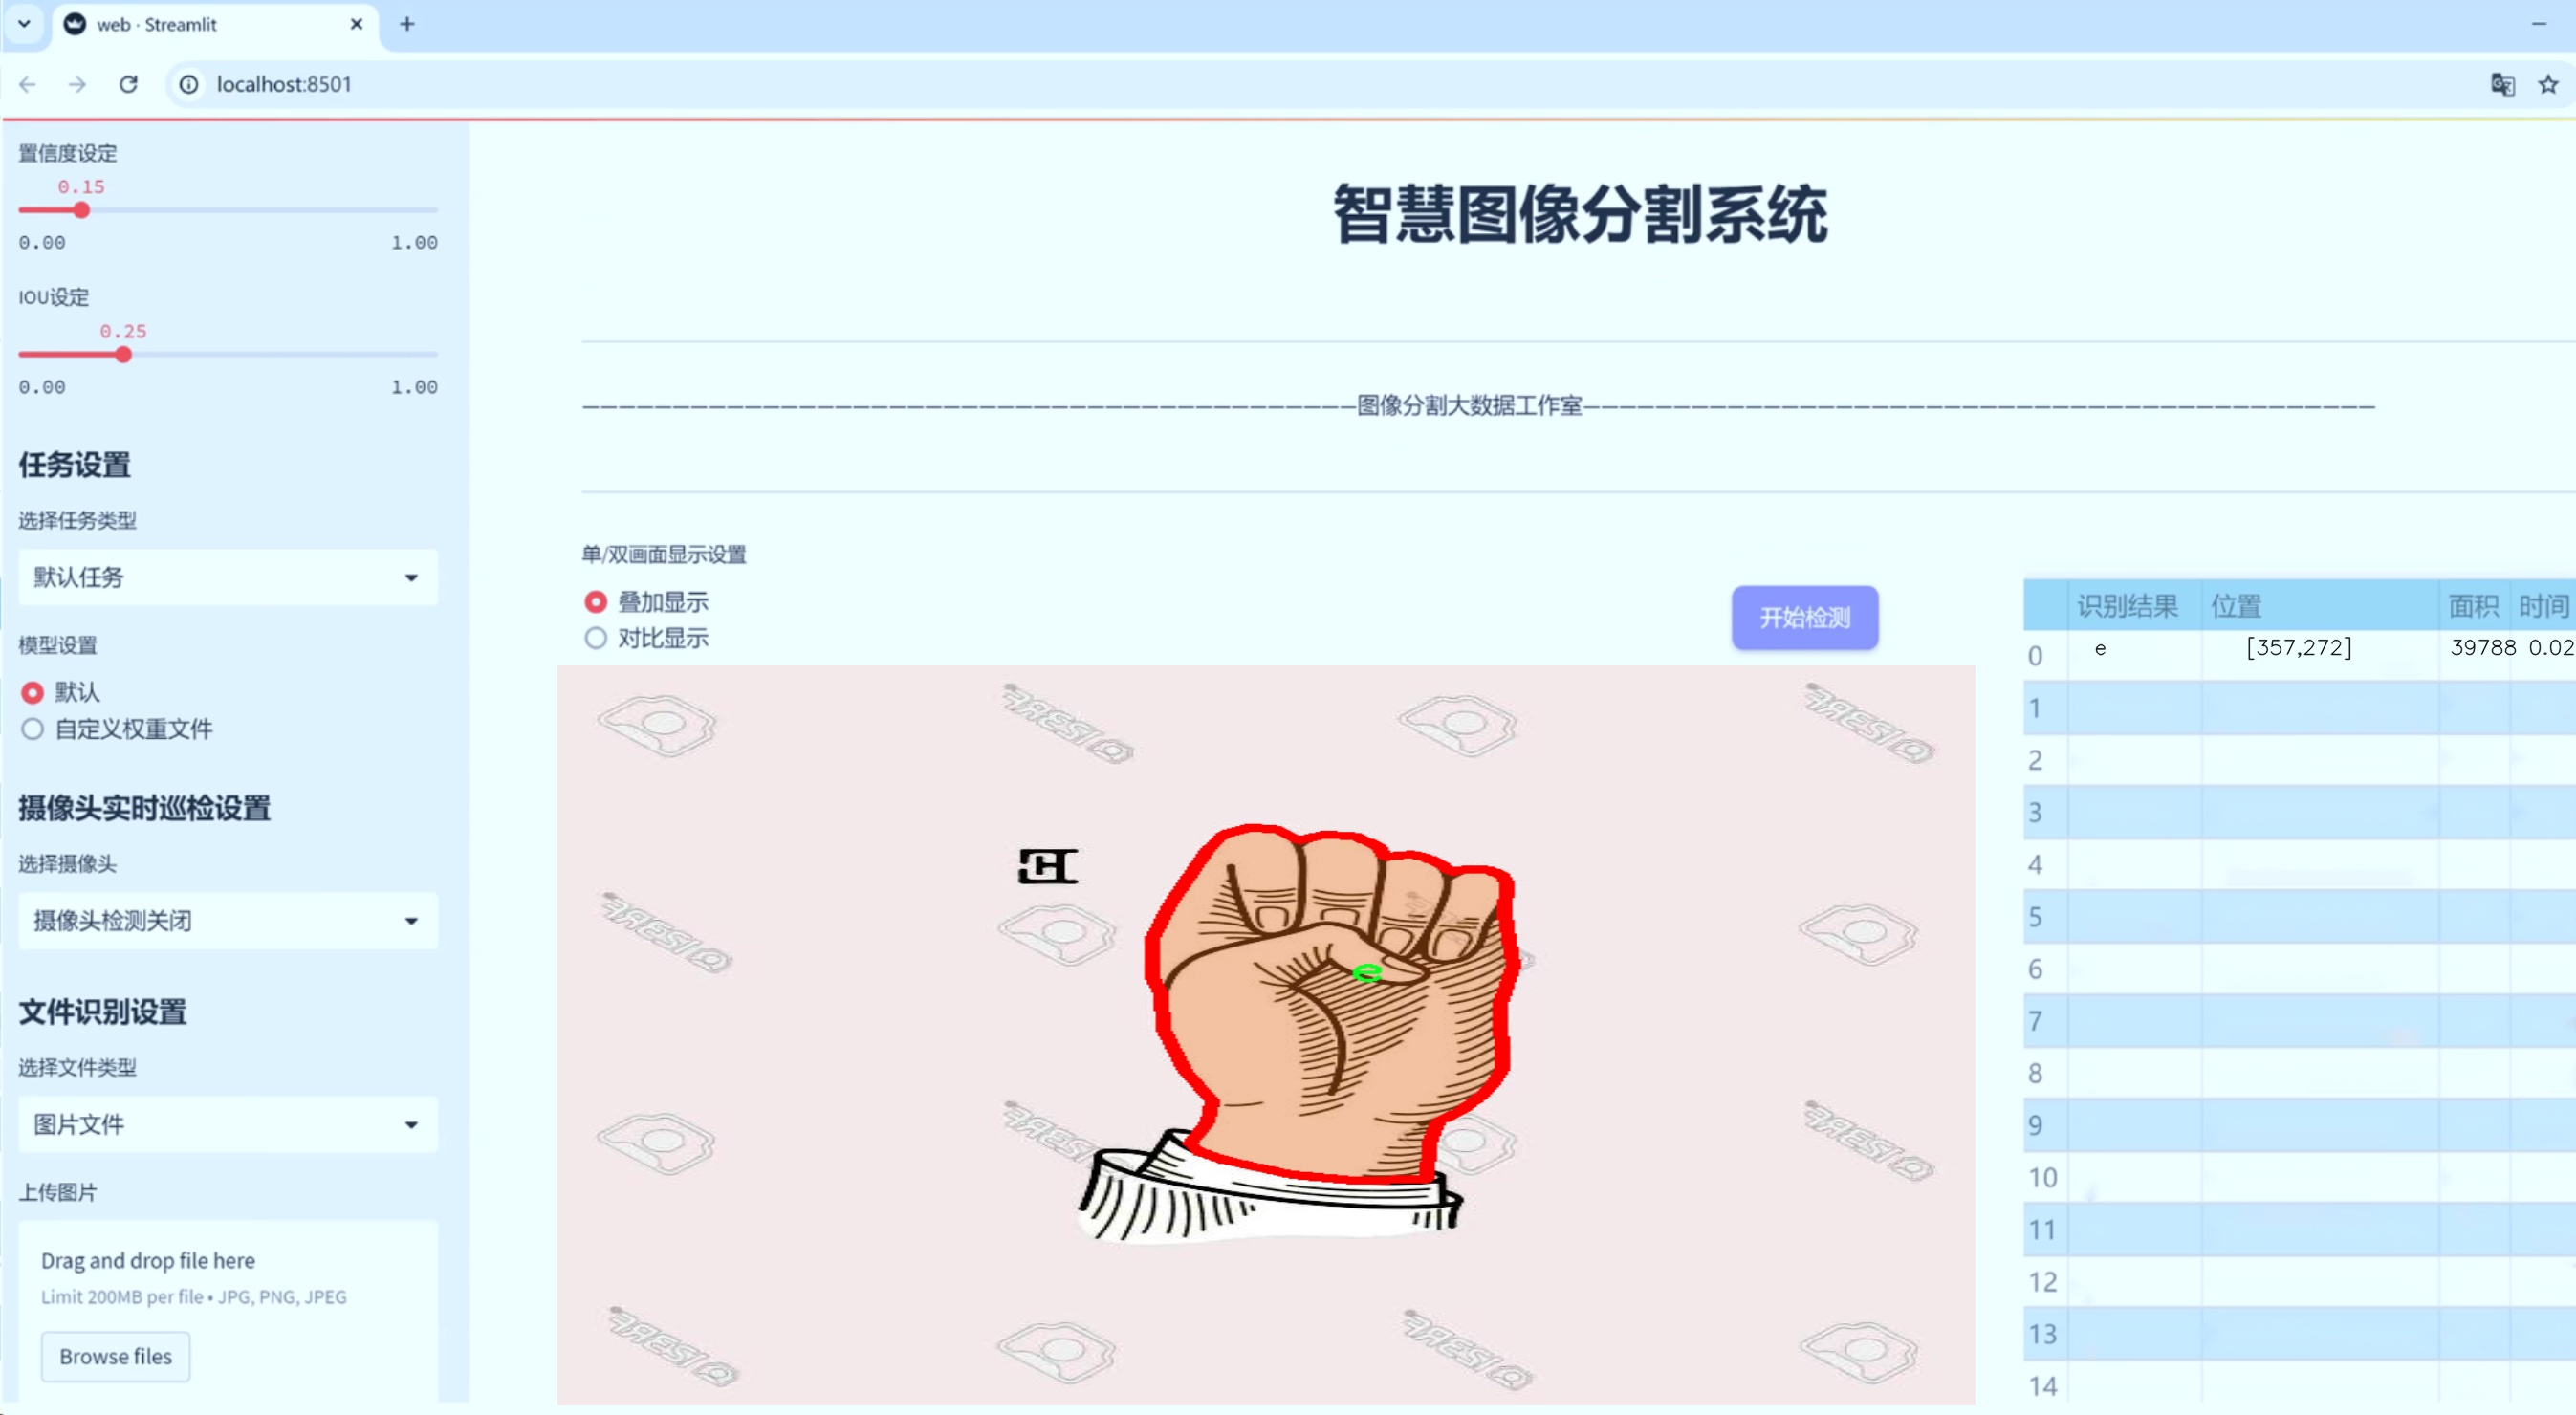 web · Streamlit
localhost:8501
置信度设定
0.15
0.00 1.00
IOU设定
0.25
0.00 1.00
任务设置
选择任务类型
默认任务
模型设置
默认
自定义权重文件
摄像头实时巡检设置
选择摄像头
摄像头检测关闭
文件识别设置
选择文件类型
图片文件
上传图片
Drag and drop file here
Limit 200MB per file • JPG, PNG, JPEG
Browse files
智慧图像分割系统
图像分割大数据工作室
单/双画面显示设置
叠加显示
对比显示
开始检测
e
识别结果 位置 面积 时间
0 e [357,272] 39788 0.02
1
2
3
4
5
6
7
8
9
10
11
12
13
14